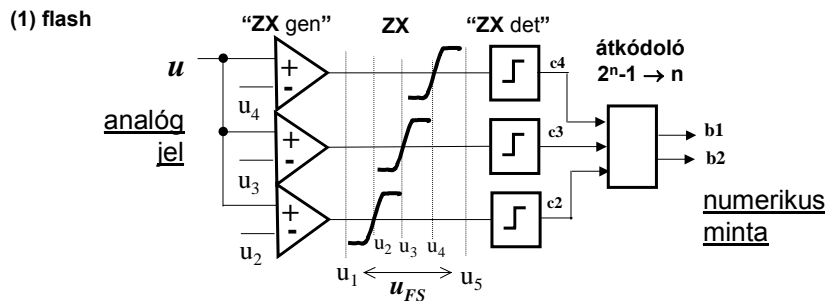 (1) flash
“ZX gen” ZX “ZX det”
átkódoló
2ⁿ-1 → n
u
analóg
jel
+
-
u₄
+
-
u₃
+
-
u₂
c4
c3
c2
b1
b2
numerikus
minta
u₂ u₃ u₄
u₁ u₅
u_FS